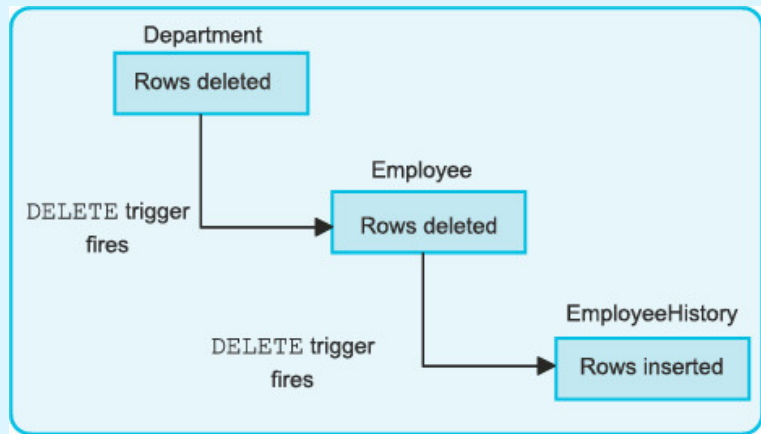 Department
Rows deleted
DELETE trigger
fires
Employee
Rows deleted
DELETE trigger
fires
EmployeeHistory
Rows inserted